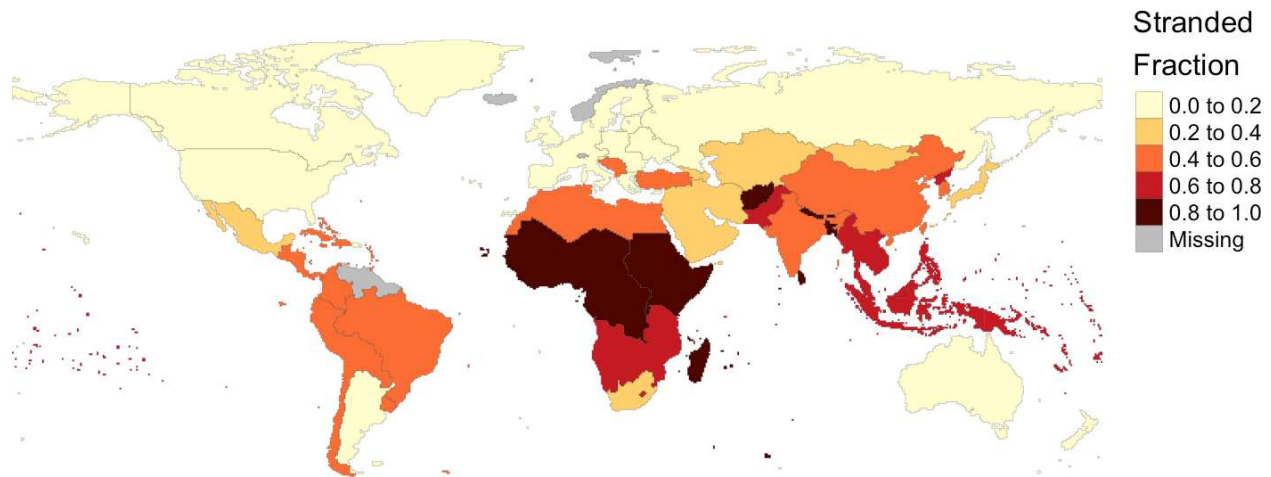 Stranded
Fraction
0.0 to 0.2
0.2 to 0.4
0.4 to 0.6
0.6 to 0.8
0.8 to 1.0
Missing